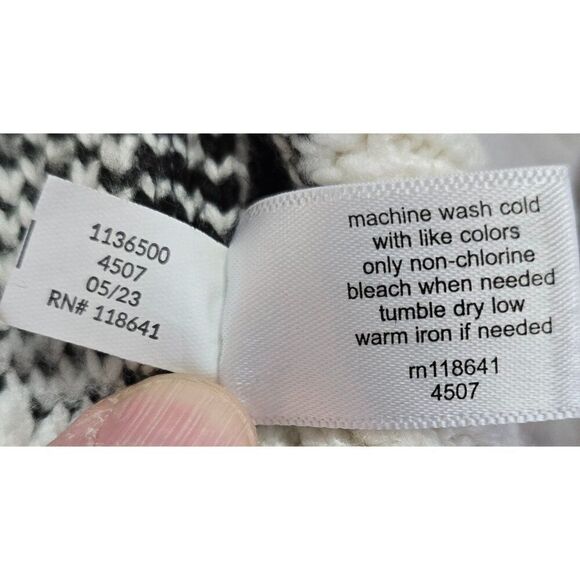 1136500
4507
05/23
RN# 118641
machine wash cold
with like colors
only non-chlorine
bleach when needed
tumble dry low
warm iron if needed
rn118641
4507